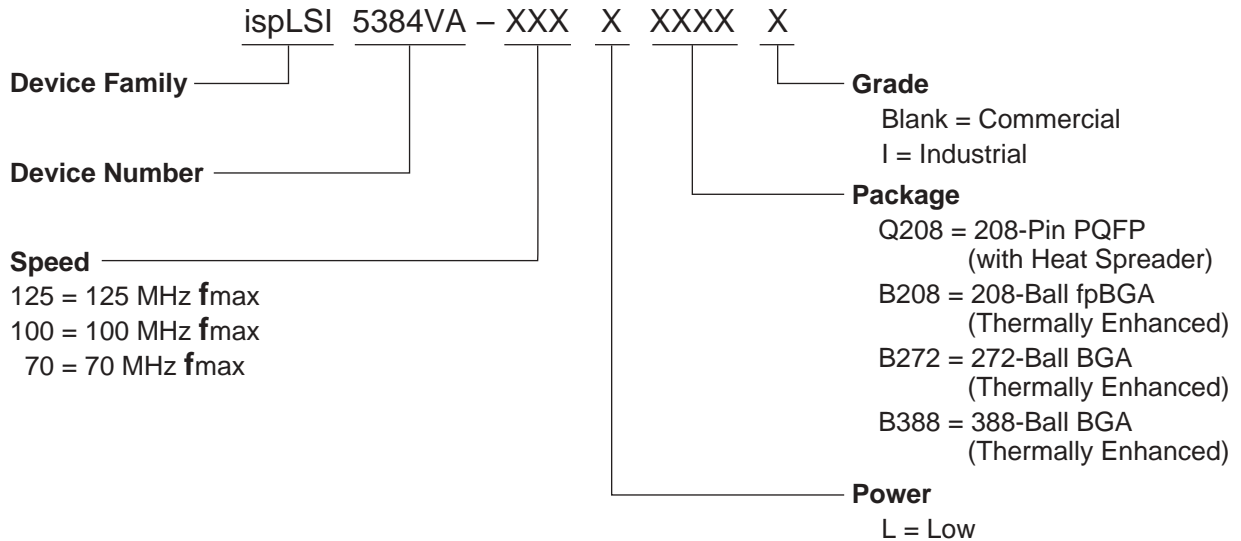 ispLSI 5384VA – XXX X XXXX X
Device Family
Device Number
Speed
125 = 125 MHz fmax
100 = 100 MHz fmax
70 = 70 MHz fmax
Grade
Blank = Commercial
I = Industrial
Package
Q208 = 208-Pin PQFP
(with Heat Spreader)
B208 = 208-Ball fpBGA
(Thermally Enhanced)
B272 = 272-Ball BGA
(Thermally Enhanced)
B388 = 388-Ball BGA
(Thermally Enhanced)
Power
L = Low